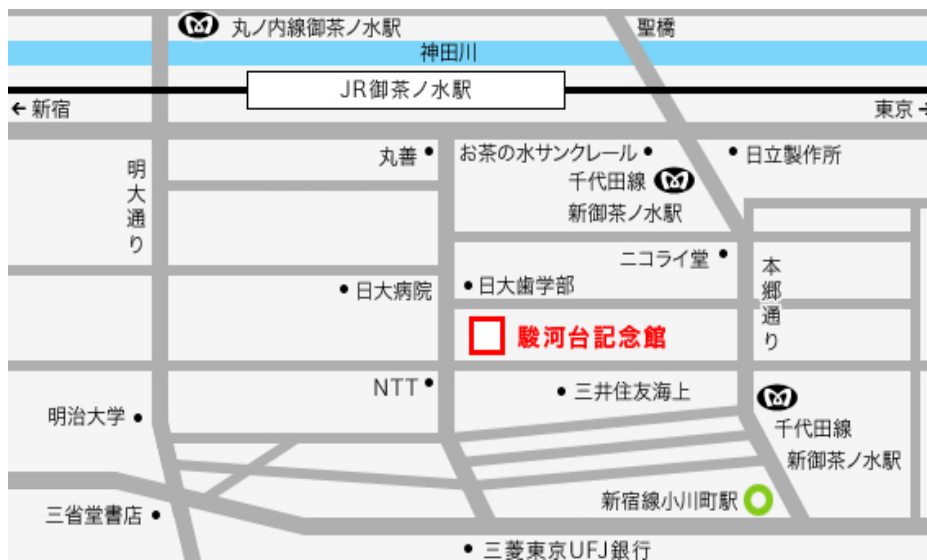 丸ノ内線御茶ノ水駅
聖橋
神田川
JR御茶ノ水駅
←新宿
東京→
明大通り
丸善
お茶の水サンクレール
日立製作所
千代田線
新御茶ノ水駅
ニコライ堂
本郷通り
日大病院
日大歯学部
駿河台記念館
NTT
三井住友海上
明治大学
千代田線
新御茶ノ水駅
新宿線小川町駅
三省堂書店
三菱東京UFJ銀行